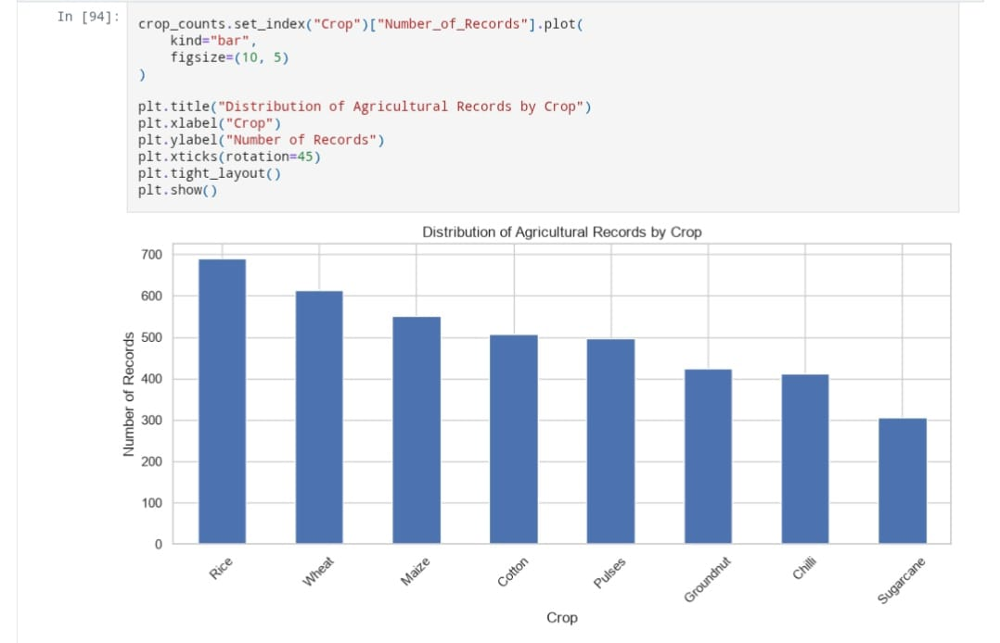 In [94]:
crop_counts.set_index("Crop")["Number_of_Records"].plot(
    kind="bar",
    figsize=(10, 5)
)
plt.title("Distribution of Agricultural Records by Crop")
plt.xlabel("Crop")
plt.ylabel("Number of Records")
plt.xticks(rotation=45)
plt.tight_layout()
plt.show()
Distribution of Agricultural Records by Crop
Number of Records
700
600
500
400
300
200
100
0
Rice
Wheat
Maize
Cotton
Pulses
Groundnut
Chilli
Sugarcane
Crop